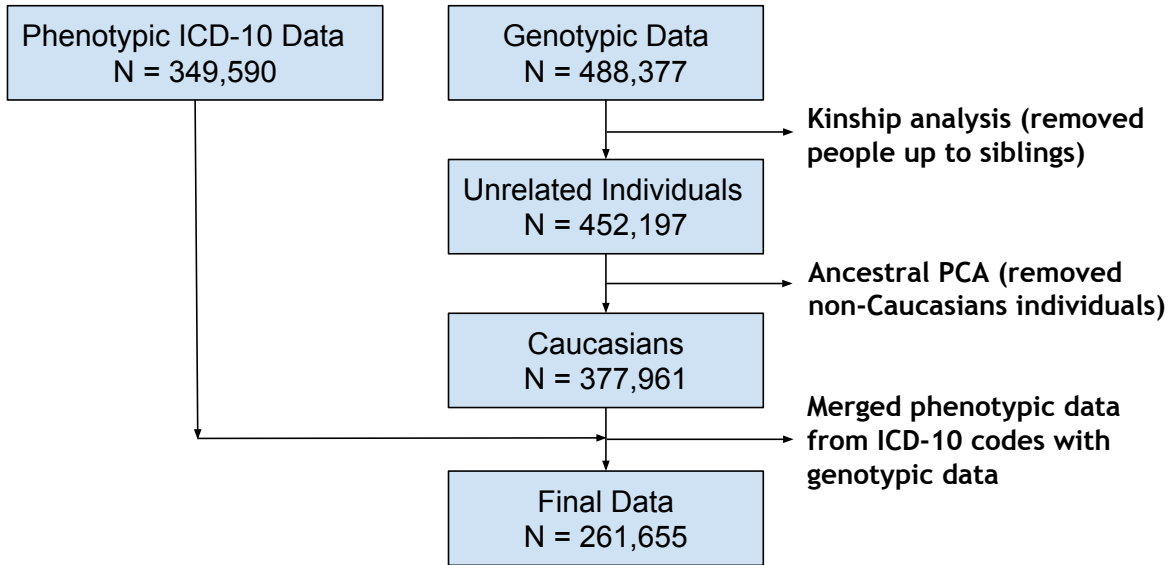 Phenotypic ICD-10 Data
N = 349,590
Genotypic Data
N = 488,377
Kinship analysis (removed
people up to siblings)
Unrelated Individuals
N = 452,197
Ancestral PCA (removed
non-Caucasians individuals)
Caucasians
N = 377,961
Merged phenotypic data
from ICD-10 codes with
genotypic data
Final Data
N = 261,655